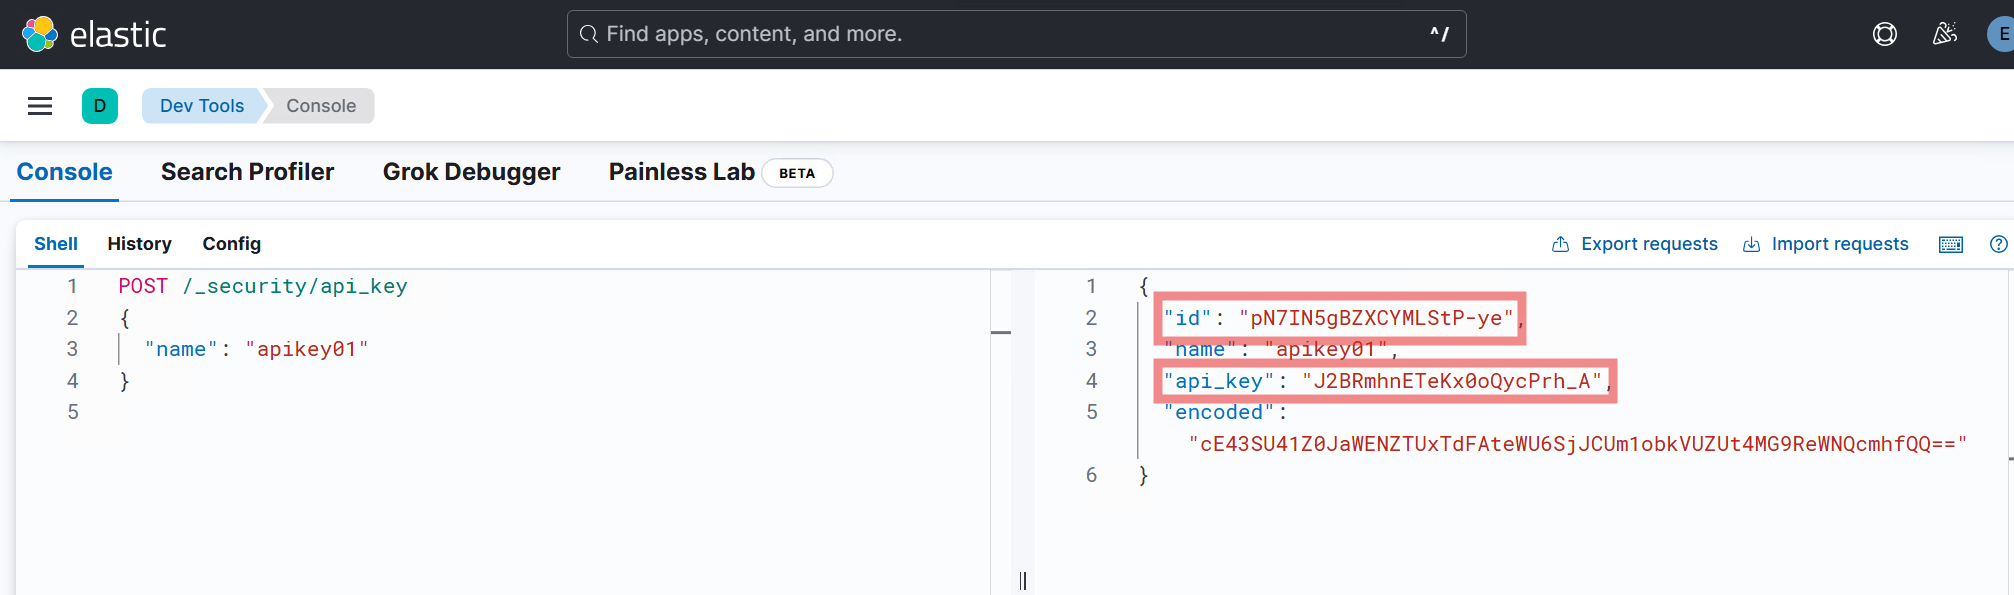 elastic
Find apps, content, and more.
^/
E
D
Dev Tools
Console
Console
Search Profiler
Grok Debugger
Painless Lab
BETA
Shell
History
Config
Export requests
Import requests
1 POST /_security/api_key
2 {
3 "name": "apikey01"
4 }
5
1 {
2 "id": "pN7IN5gBZXCYMLStP-ye",
3 "name": "apikey01",
4 "api_key": "J2BRmhnETeKx0oQycPrh_A",
5 "encoded":
"cE43SU41Z0JaWENZTUxTdFAteWU6SjJCUm1obkVUZUt4MG9ReWNQcmhfQQ=="
6 }